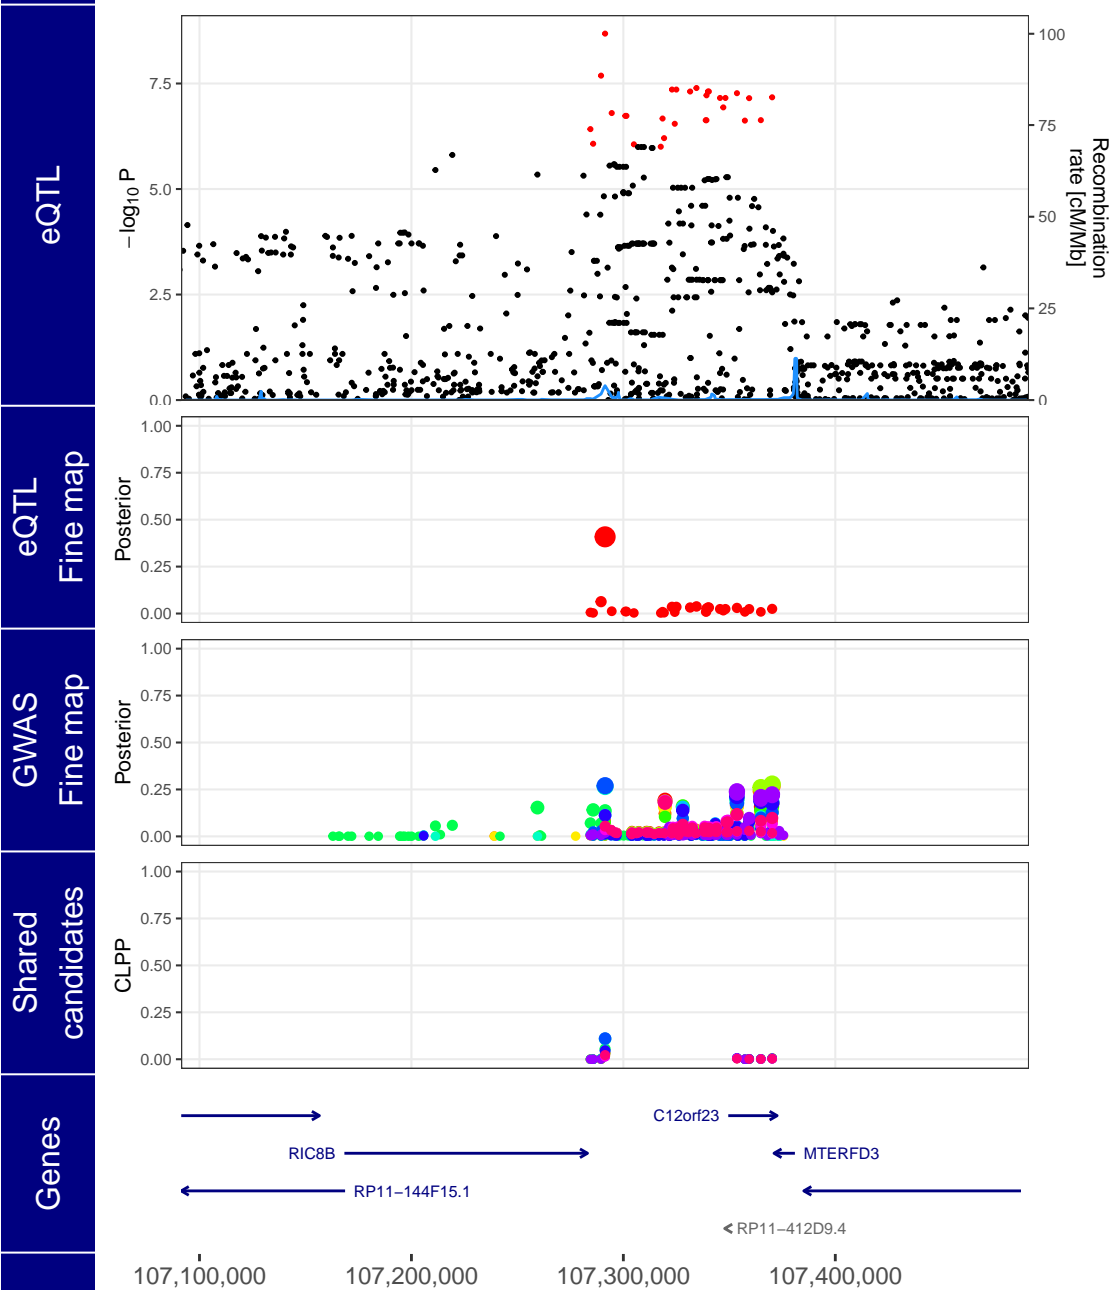 eQTL
−log10 P
7.5
5.0
2.5
0.0
100
75
50
25
0
Recombination
rate [cM/Mb]
eQTL
Fine map
Posterior
1.00
0.75
0.50
0.25
0.00
GWAS
Fine map
Posterior
1.00
0.75
0.50
0.25
0.00
Shared
candidates
CLPP
1.00
0.75
0.50
0.25
0.00
Genes
C12orf23
RIC8B
MTERFD3
RP11−144F15.1
RP11−412D9.4
107,100,000
107,200,000
107,300,000
107,400,000